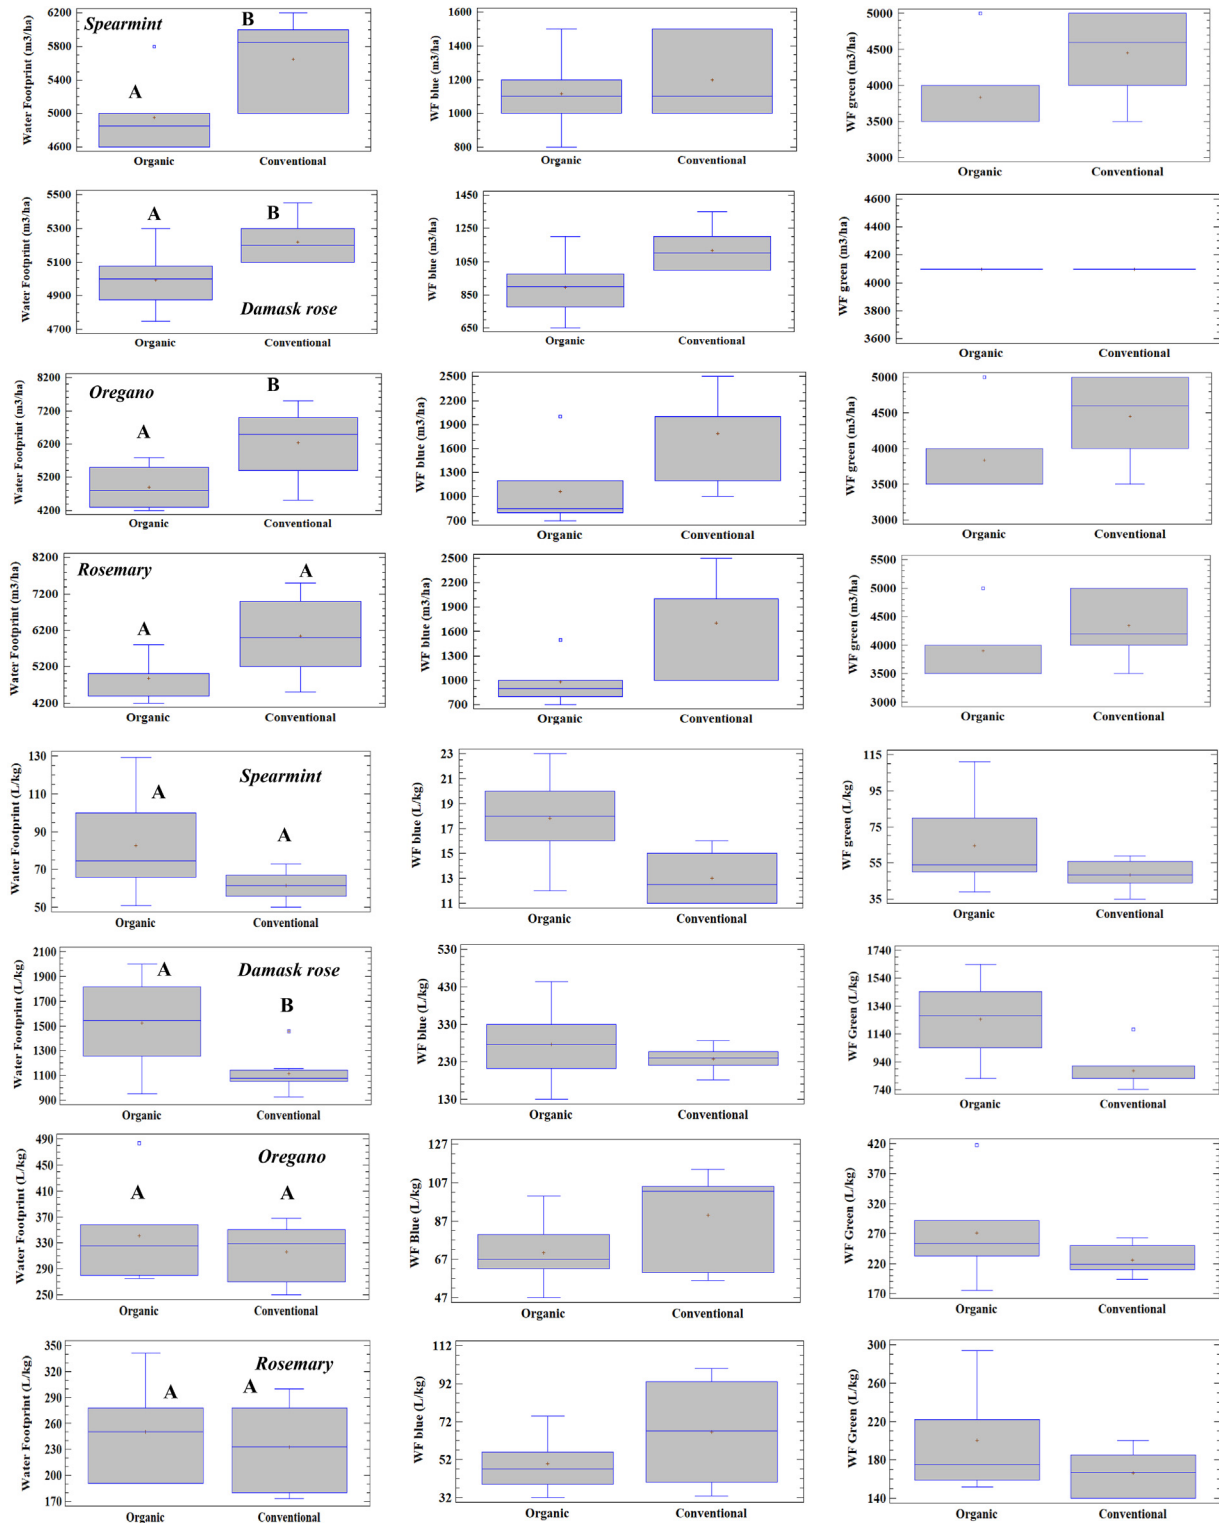 Water Footprint (m3/ha)
6200
5800
5400
5000
4600
Spearmint
A
B
Organic
Conventional
WF blue (m3/ha)
1600
1400
1200
1000
800
Organic
Conventional
WF green (m3/ha)
5000
4500
4000
3500
3000
Organic
Conventional
Water Footprint (m3/ha)
5500
5300
5100
4900
4700
A
B
Damask rose
Organic
Conventional
WF blue (m3/ha)
1450
1250
1050
850
650
Organic
Conventional
WF green (m3/ha)
4600
4400
4200
4000
3800
3600
Organic
Conventional
Water Footprint (m3/ha)
8200
7200
6200
5200
4200
Oregano
A
B
Organic
Conventional
WF blue (m3/ha)
2500
2200
1900
1600
1300
1000
700
Organic
Conventional
WF green (m3/ha)
5000
4500
4000
3500
3000
Organic
Conventional
Water Footprint (m3/ha)
8200
7200
6200
5200
4200
Rosemary
A
A
Organic
Conventional
WF blue (m3/ha)
2500
2200
1900
1600
1300
1000
700
Organic
Conventional
WF green (m3/ha)
5500
5000
4500
4000
3500
3000
Organic
Conventional
Water Footprint (L/kg)
130
110
90
70
50
Spearmint
A
A
Organic
Conventional
WF blue (L/kg)
23
21
19
17
15
13
11
Organic
Conventional
WF green (L/kg)
115
95
75
55
35
Organic
Conventional
Water Footprint (L/kg)
2100
1900
1700
1500
1300
1100
900
A
Damask rose
B
Organic
Conventional
WF blue (L/kg)
530
430
330
230
130
Organic
Conventional
WF Green (L/kg)
1740
1540
1340
1140
940
740
Organic
Conventional
Water Footprint (L/kg)
490
450
410
370
330
290
250
Oregano
A
A
Organic
Conventional
WF Blue (L/kg)
127
107
87
67
47
Organic
Conventional
WF Green (L/kg)
420
370
320
270
220
170
Organic
Conventional
Water Footprint (L/kg)
350
320
290
260
230
200
170
Rosemary
A
A
Organic
Conventional
WF blue (L/kg)
112
92
72
52
32
Organic
Conventional
WF Green (L/kg)
300
260
220
180
140
Organic
Conventional